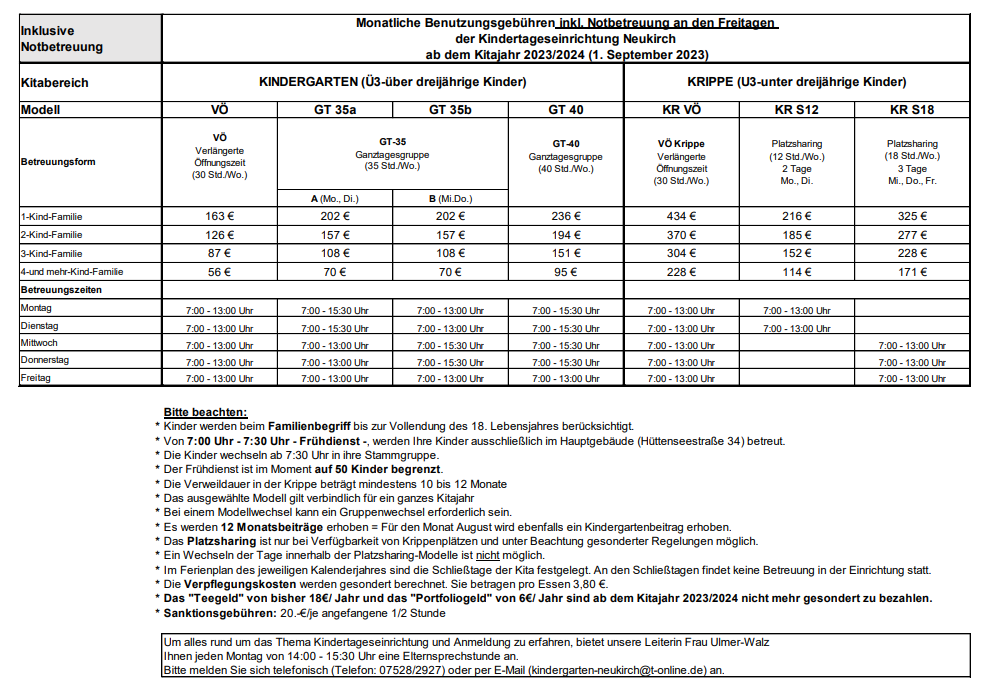 Inklusive Notbetreuung
Monatliche Benutzungsgebühren inkl. Notbetreuung an den Freitagen
der Kindertageseinrichtung Neukirch
ab dem Kitajahr 2023/2024 (1. September 2023)
Kitabereich KINDERGARTEN (Ü3-über dreijährige Kinder) KRIPPE (U3-unter dreijährige Kinder)
Modell VÖ GT 35a GT 35b GT 40 KR VÖ KR S12 KR S18
Betreuungsform
VÖ
Verlängerte
Öffnungszeit
(30 Std./Wo.)
GT-35
Ganztagesgruppe
(35 Std./Wo.)
A (Mo., Di.) B (Mi.Do.)
GT-40
Ganztagesgruppe
(40 Std./Wo.)
VÖ Krippe
Verlängerte
Öffnungszeit
(30 Std./Wo.)
Platzsharing
(12 Std./Wo.)
2 Tage
Mo., Di.
Platzsharing
(18 Std./Wo.)
3 Tage
Mi., Do., Fr.
1-Kind-Familie 163 € 202 € 202 € 236 € 434 € 216 € 325 €
2-Kind-Familie 126 € 157 € 157 € 194 € 370 € 185 € 277 €
3-Kind-Familie 87 € 108 € 108 € 151 € 304 € 152 € 228 €
4-und mehr-Kind-Familie 56 € 70 € 70 € 95 € 228 € 114 € 171 €
Betreuungszeiten
Montag 7:00 - 13:00 Uhr 7:00 - 15:30 Uhr 7:00 - 13:00 Uhr 7:00 - 15:30 Uhr 7:00 - 13:00 Uhr 7:00 - 13:00 Uhr
Dienstag 7:00 - 13:00 Uhr 7:00 - 15:30 Uhr 7:00 - 13:00 Uhr 7:00 - 15:30 Uhr 7:00 - 13:00 Uhr 7:00 - 13:00 Uhr
Mittwoch 7:00 - 13:00 Uhr 7:00 - 13:00 Uhr 7:00 - 15:30 Uhr 7:00 - 15:30 Uhr 7:00 - 13:00 Uhr 7:00 - 13:00 Uhr
Donnerstag 7:00 - 13:00 Uhr 7:00 - 13:00 Uhr 7:00 - 15:30 Uhr 7:00 - 15:30 Uhr 7:00 - 13:00 Uhr 7:00 - 13:00 Uhr
Freitag 7:00 - 13:00 Uhr 7:00 - 13:00 Uhr 7:00 - 13:00 Uhr 7:00 - 13:00 Uhr 7:00 - 13:00 Uhr 7:00 - 13:00 Uhr
Bitte beachten:
* Kinder werden beim Familienbegriff bis zur Vollendung des 18. Lebensjahres berücksichtigt.
* Von 7:00 Uhr - 7:30 Uhr - Frühdienst -, werden Ihre Kinder ausschließlich im Hauptgebäude (Hüttenseestraße 34) betreut.
* Die Kinder wechseln ab 7:30 Uhr in ihre Stammgruppe.
* Der Frühdienst ist im Moment auf 50 Kinder begrenzt.
* Die Verweildauer in der Krippe beträgt mindestens 10 bis 12 Monate
* Das ausgewählte Modell gilt verbindlich für ein ganzes Kitajahr
* Bei einem Modellwechsel kann ein Gruppenwechsel erforderlich sein.
* Es werden 12 Monatsbeiträge erhoben = Für den Monat August wird ebenfalls ein Kindergartenbeitrag erhoben.
* Das Platzsharing ist nur bei Verfügbarkeit von Krippenplätzen und unter Beachtung gesonderter Regelungen möglich.
* Ein Wechseln der Tage innerhalb der Platzsharing-Modelle ist nicht möglich.
* Im Ferienplan des jeweiligen Kalenderjahres sind die Schließtage der Kita festgelegt. An den Schließtagen findet keine Betreuung in der Einrichtung statt.
* Die Verpflegungskosten werden gesondert berechnet. Sie betragen pro Essen 3,80 €.
* Das "Teegeld" von bisher 18€/ Jahr und das "Portfoliogeld" von 6€/ Jahr sind ab dem Kitajahr 2023/2024 nicht mehr gesondert zu bezahlen.
* Sanktionsgebühren: 20.-€/je angefangene 1/2 Stunde
Um alles rund um das Thema Kindertageseinrichtung und Anmeldung zu erfahren, bietet unsere Leiterin Frau Ulmer-Walz
Ihnen jeden Montag von 14:00 - 15:30 Uhr eine Elternsprechstunde an.
Bitte melden Sie sich telefonisch (Telefon: 07528/2927) oder per E-Mail (kindergarten-neukirch@t-online.de) an.